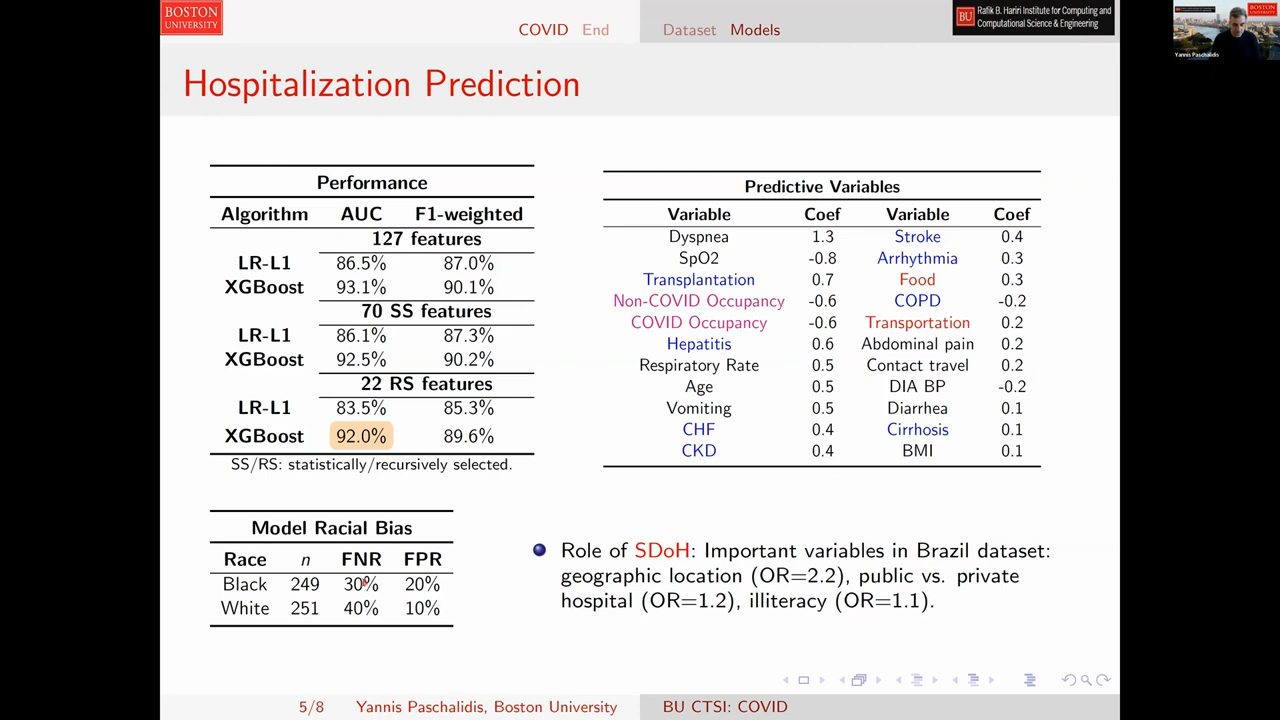 BOSTON
UNIVERSITY
COVID End Dataset Models
BU Rafik B. Hariri Institute for Computing and
Computational Science & Engineering
BOSTON
Yannis Paschalidis
Hospitalization Prediction
Performance
Algorithm AUC F1-weighted
127 features
LR-L1 86.5% 87.0%
XGBoost 93.1% 90.1%
70 SS features
LR-L1 86.1% 87.3%
XGBoost 92.5% 90.2%
22 RS features
LR-L1 83.5% 85.3%
XGBoost 92.0% 89.6%
SS/RS: statistically/recursively selected.
Predictive Variables
Variable Coef Variable Coef
Dyspnea 1.3 Stroke 0.4
SpO2 -0.8 Arrhythmia 0.3
Transplantation 0.7 Food 0.3
Non-COVID Occupancy -0.6 COPD -0.2
COVID Occupancy -0.6 Transportation 0.2
Hepatitis 0.6 Abdominal pain 0.2
Respiratory Rate 0.5 Contact travel 0.2
Age 0.5 DIA BP -0.2
Vomiting 0.5 Diarrhea 0.1
CHF 0.4 Cirrhosis 0.1
CKD 0.4 BMI 0.1
Model Racial Bias
Race n FNR FPR
Black 249 30% 20%
White 251 40% 10%
Role of SDoH: Important variables in Brazil dataset:
geographic location (OR=2.2), public vs. private
hospital (OR=1.2), illiteracy (OR=1.1).
5/8 Yannis Paschalidis, Boston University BU CTSI: COVID